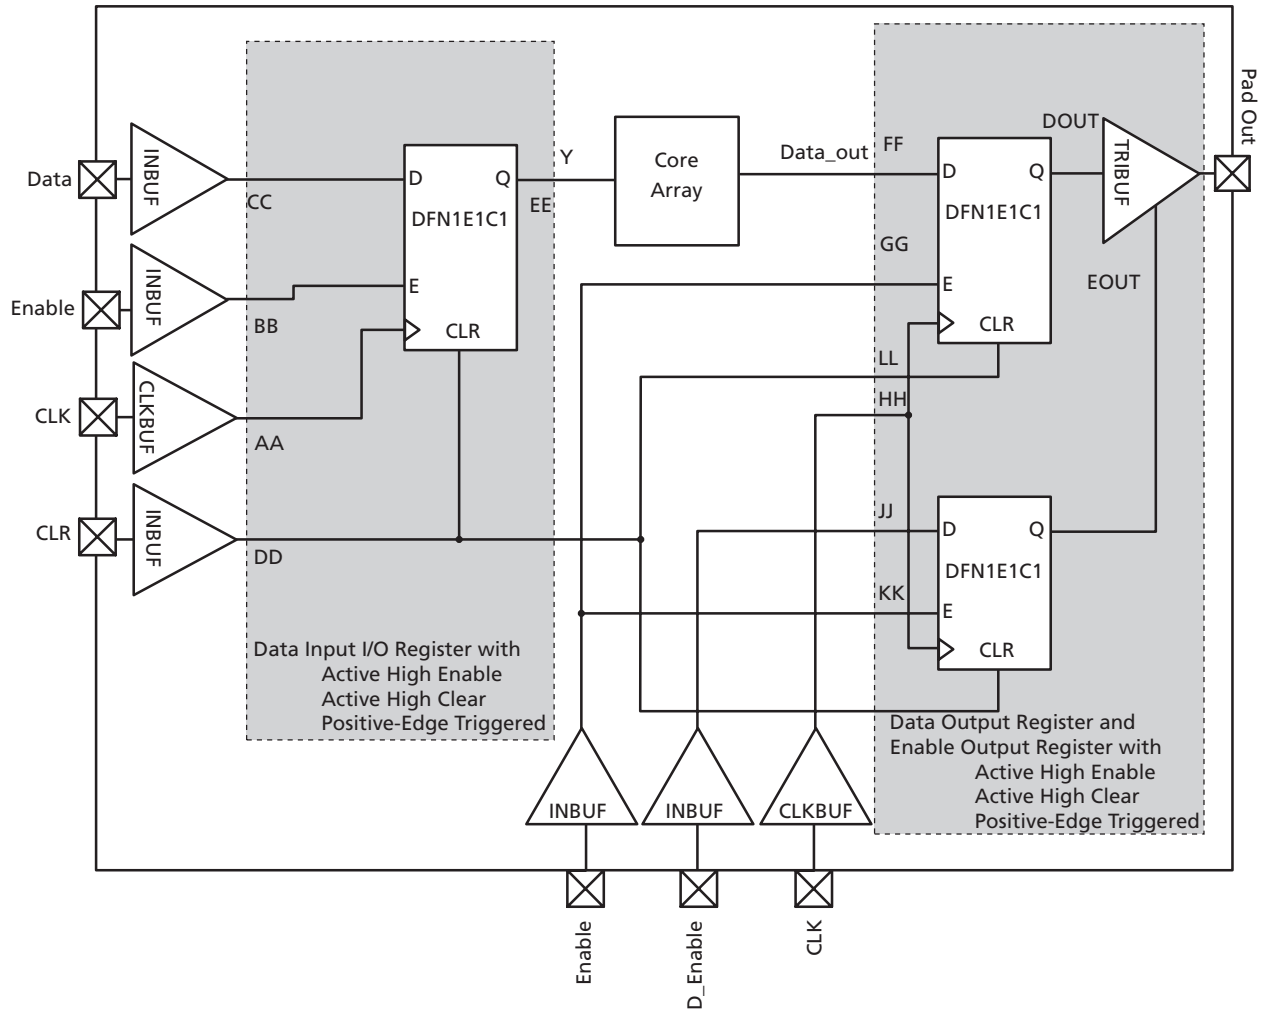 Pad Out
DOUT
Data
INBUF
CC
D
Q
DFN1E1C1
E
CLR
Y
EE
Core
Array
Data_out
FF
D
Q
DFN1E1C1
TRIBUF
GG
E
CLR
EOUT
Enable
INBUF
BB
CLK
CLKBUF
AA
LL
HH
CLR
INBUF
DD
JJ
D
Q
DFN1E1C1
KK
E
CLR
Data Input I/O Register with
Active High Enable
Active High Clear
Positive-Edge Triggered
Data Output Register and
Enable Output Register with
Active High Enable
Active High Clear
Positive-Edge Triggered
INBUF
INBUF
CLKBUF
Enable
D_Enable
CLK